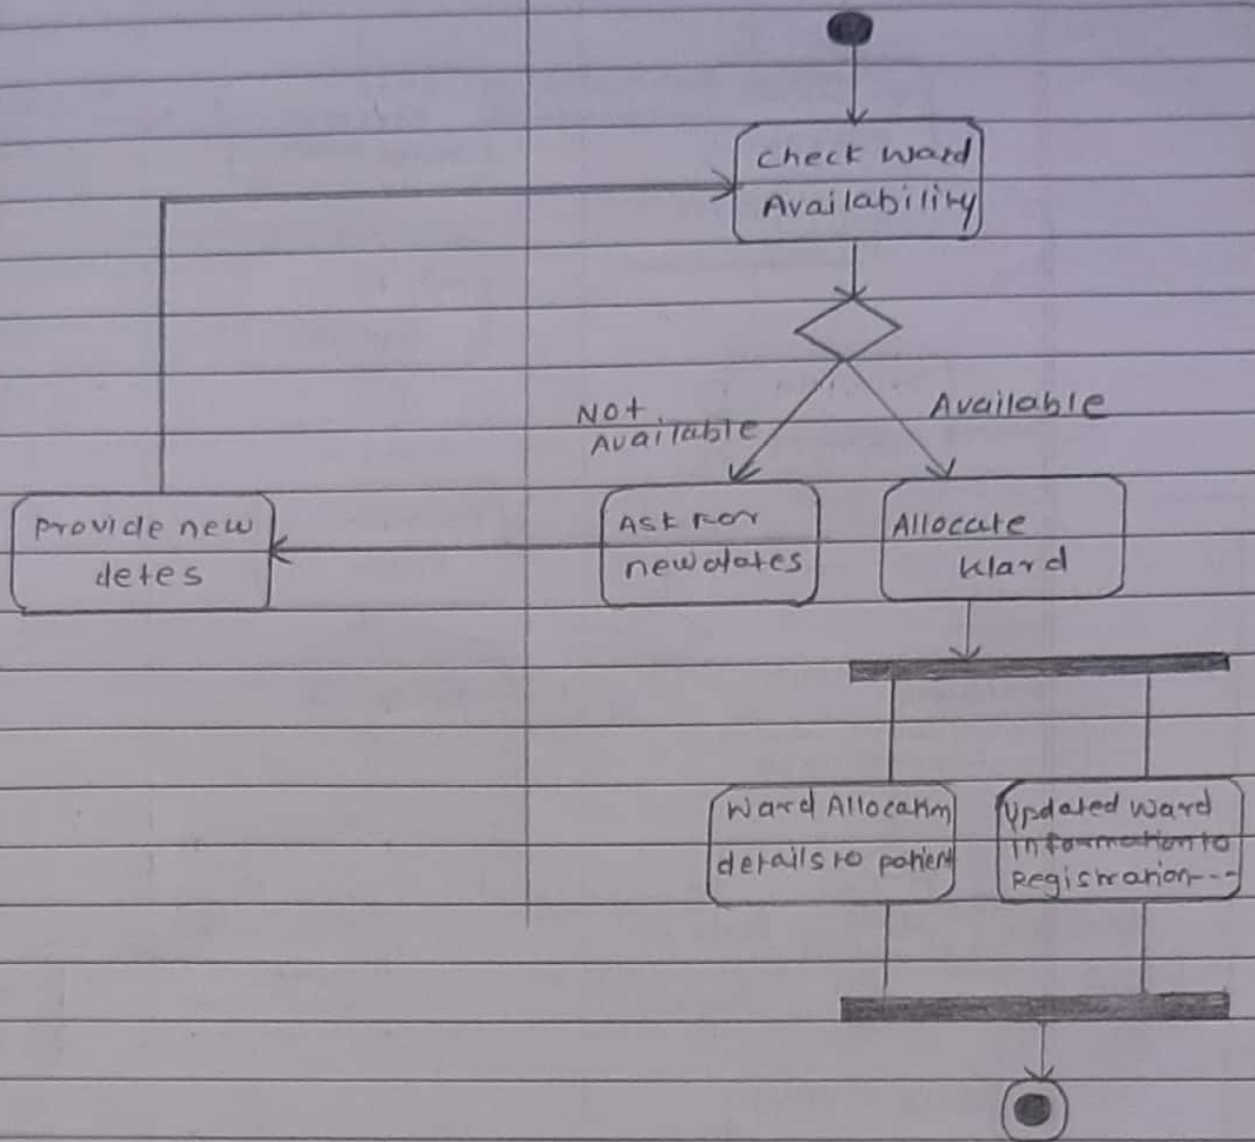 Check Ward
Availability
Not
Available
Available
Provide new
detes
Ask For
new dates
Allocate
Ward
Ward Allocation
details to patient
Updated Ward
Information to
Registration---